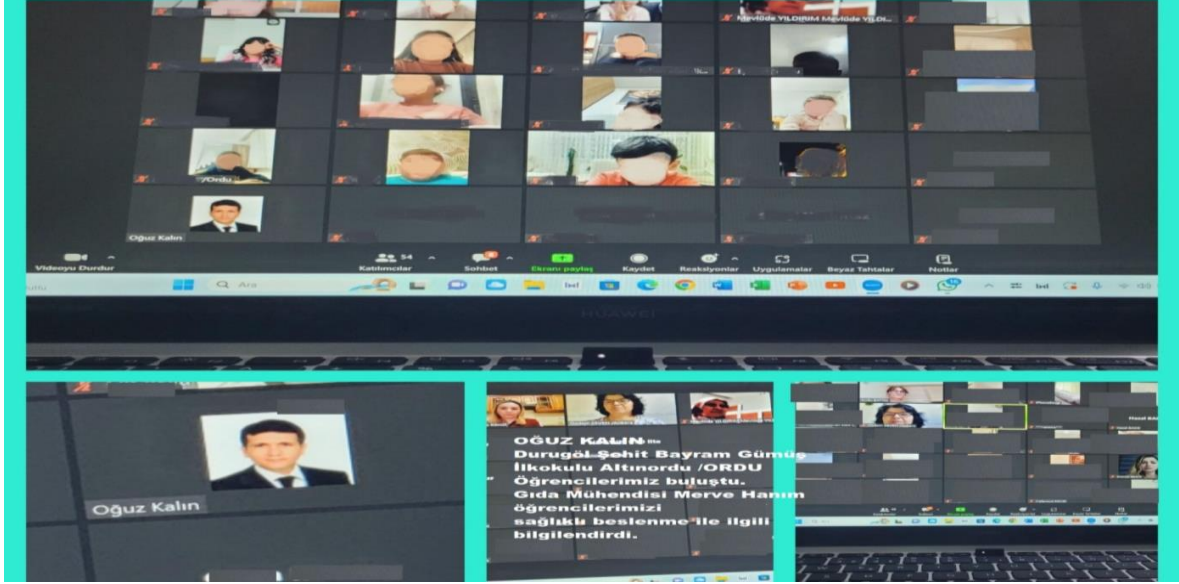 Mevlüde YILDIRIM Mevlüde YILDI...
/Ordu
Oğuz Kalın
Videoyu Durdur
54
Katılımcılar
Sohbet
Ekranı paylaş
Kaydet
Reaksiyonlar
Uygulamalar
Beyaz Tahtalar
Notlar
Ara
HUAWEI
Oğuz Kalın
OĞUZ KALIN
Durugöl Şehit Bayram Gümüş
İlkokulu Altınordu /ORDU
Öğrencilerimiz buluştu.
Gıda Mühendisi Merve Hanım
öğrencilerimizi
sağlıklı beslenme ile ilgili
bilgilendirdi.